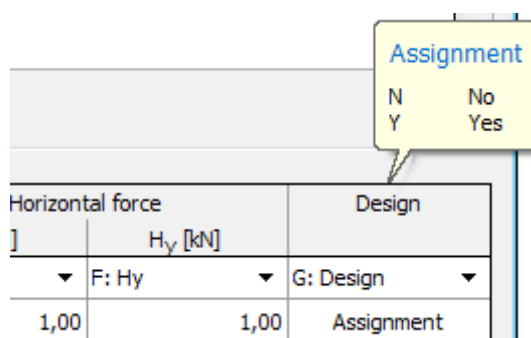 Assignment
N No
Y Yes
Horizontal force Design
] Hy [kN]
F: Hy G: Design
1,00 1,00 Assignment